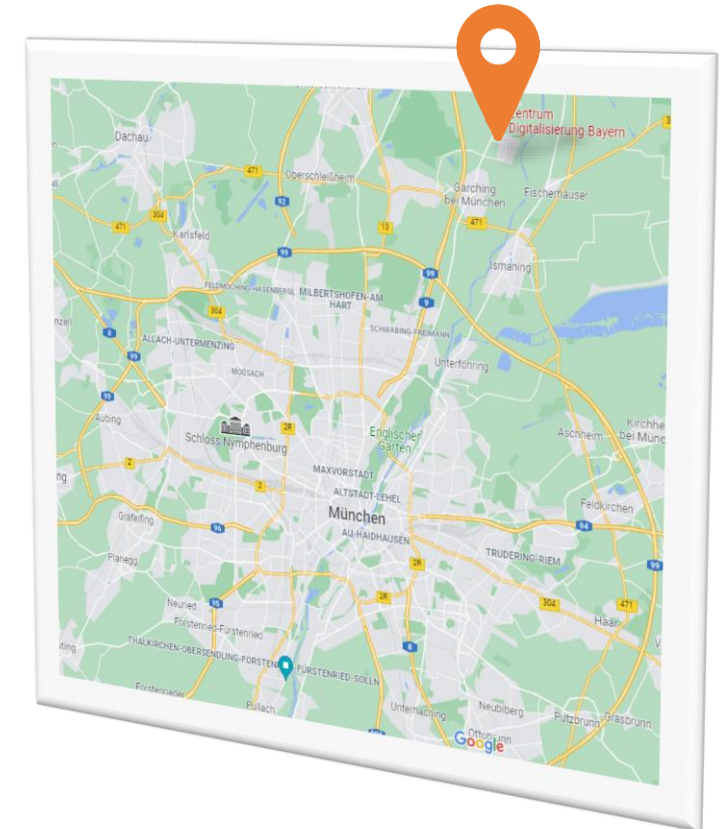 Zentrum
Digitalisierung Bayern
Dachau
471
Oberschleißheim
92
Garching
bei München
Fischerhäuser
304
471
Karlsfeld
13
471
99
Ismaning
99
FELDMOCHING-HASENBERGL
MILBERTSHOFEN-AM
HART
9
304
SCHWABING-FREIMANN
8
ALLACH-UNTERMENZING
99
MOOSACH
Unterföhring
99
Aubing
Schloss Nymphenburg
2R
Englischer
Garten
Aschheim
Kirchhe
bei Münc
2
MAXVORSTADT
2
ALTSTADT-LEHEL
Feldkirchen
München
Gräfelfing
96
AU-HAIDHAUSEN
94
Planegg
TRUDERING-RIEM
99
2R
2R
Neuried
95
304
471
Haar
Forstenried-Fürstenried
8
THALKIRCHEN-OBERSENDLING-FORSTEN
-FÜRSTENRIED-SOLLN
Forstenrieder
Pullach
Unterhaching
Neubiberg
Putzbrunn
Grasbrunn
Ottobrunn
Google